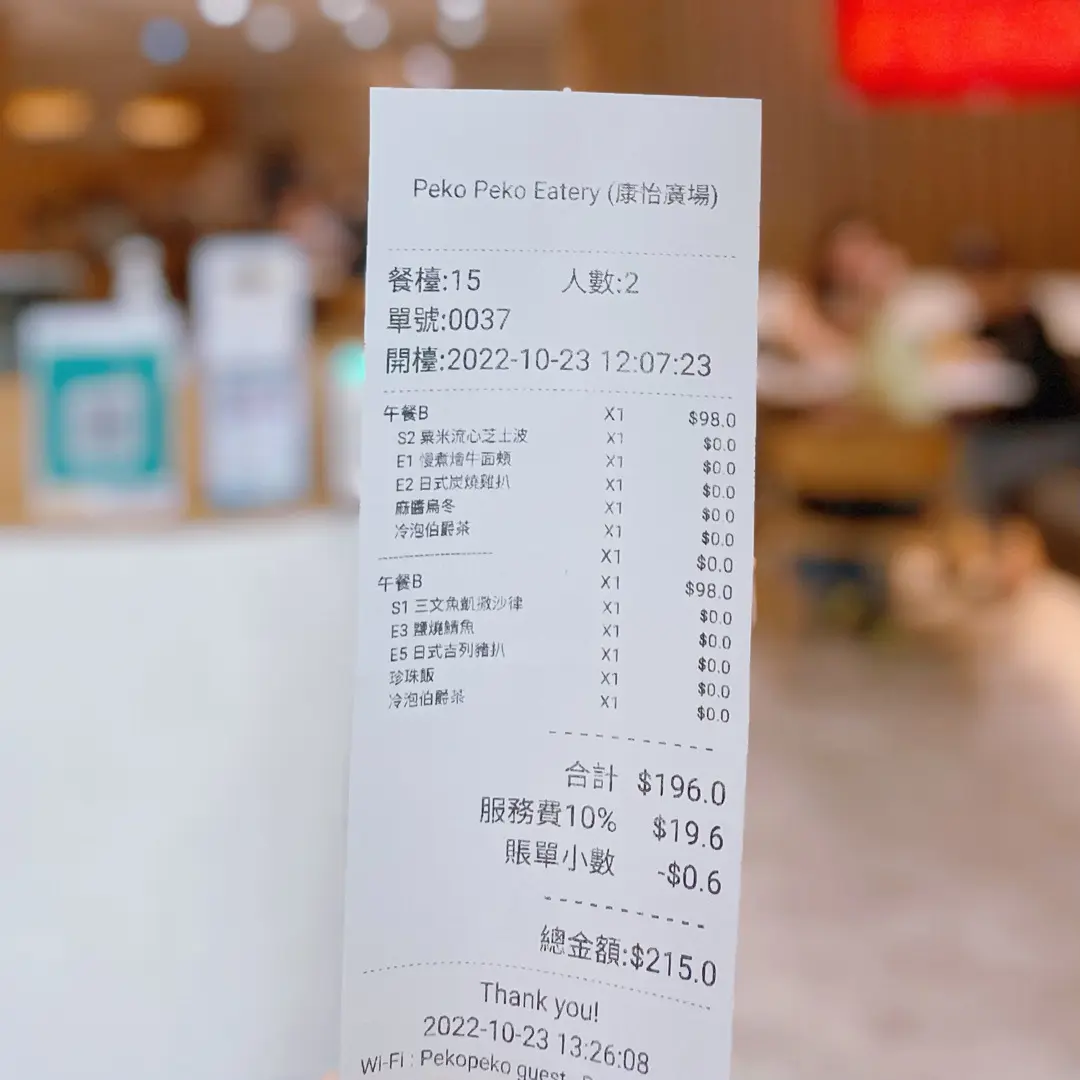 Peko Peko Eatery (康怡廣場)
餐檯:15 人數:2
單號:0037
開檯:2022-10-23 12:07:23
午餐B X1 $98.0
S2 粟米流心芝士波 X1 $0.0
E1 慢煮燴牛面頰 X1 $0.0
E2 日式炭燒雞扒 X1 $0.0
麻醬烏冬 X1 $0.0
冷泡伯爵茶 X1 $0.0
X1 $0.0
午餐B X1 $98.0
S1 三文魚凱撒沙律 X1 $0.0
E3 鹽燒鯖魚 X1 $0.0
E5 日式吉列豬扒 X1 $0.0
珍珠飯 X1 $0.0
冷泡伯爵茶 X1 $0.0
合計 $196.0
服務費10% $19.6
賬單小數 -$0.6
總金額:$215.0
Thank you!
2022-10-23 13:26:08
Wi-Fi : Pekopeko guest